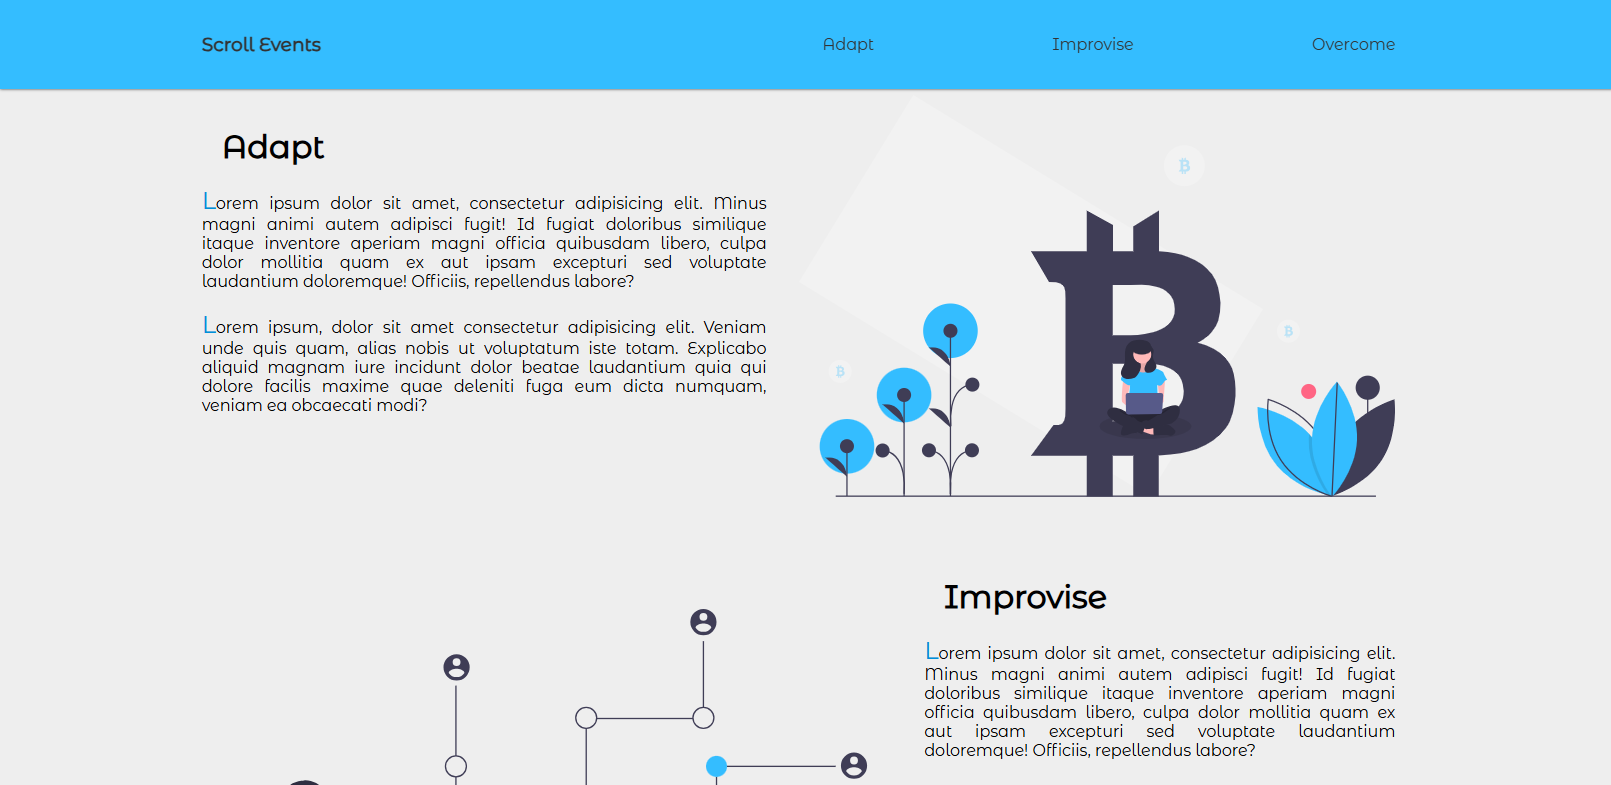 Scroll Events
Adapt
Improvise
Overcome
Adapt
Lorem ipsum dolor sit amet, consectetur adipisicing elit. Minus
magni animi autem adipisci fugit! Id fugiat doloribus similique
itaque inventore aperiam magni officia quibusdam libero, culpa
dolor mollitia quam ex aut ipsam excepturi sed voluptate
laudantium doloremque! Officiis, repellendus labore?
Lorem ipsum, dolor sit amet consectetur adipisicing elit. Veniam
unde quis quam, alias nobis ut voluptatum iste totam. Explicabo
aliquid magnam iure incidunt dolor beatae laudantium quia qui
dolore facilis maxime quae deleniti fuga eum dicta numquam,
veniam ea obcaecati modi?
Improvise
Lorem ipsum dolor sit amet, consectetur adipisicing elit.
Minus magni animi autem adipisci fugit! Id fugiat
doloribus similique itaque inventore aperiam magni
officia quibusdam libero, culpa dolor mollitia quam ex
aut ipsam excepturi sed voluptate laudantium
doloremque! Officiis, repellendus labore?